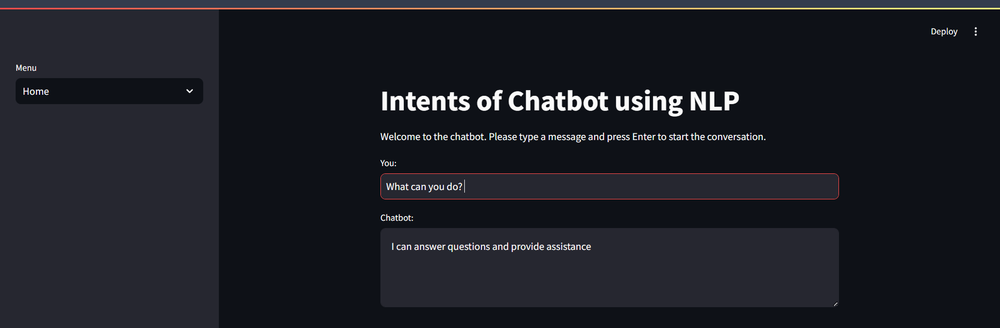 Deploy
Menu
Home
Intents of Chatbot using NLP
Welcome to the chatbot. Please type a message and press Enter to start the conversation.
You:
What can you do?
Chatbot:
I can answer questions and provide assistance